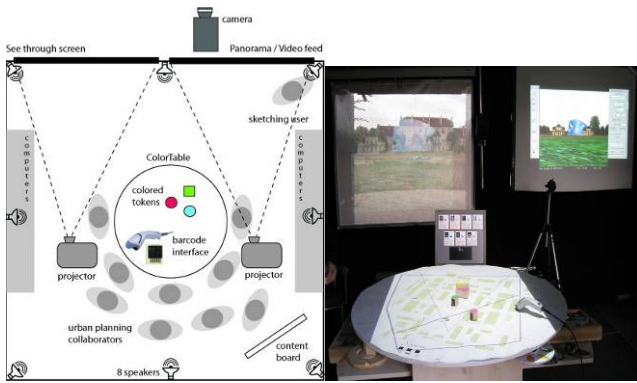 camera
See through screen
Panorama / Video feed
sketching user
computers
computers
ColorTable
colored
tokens
barcode
interface
projector
projector
urban planning
collaborators
content
board
8 speakers